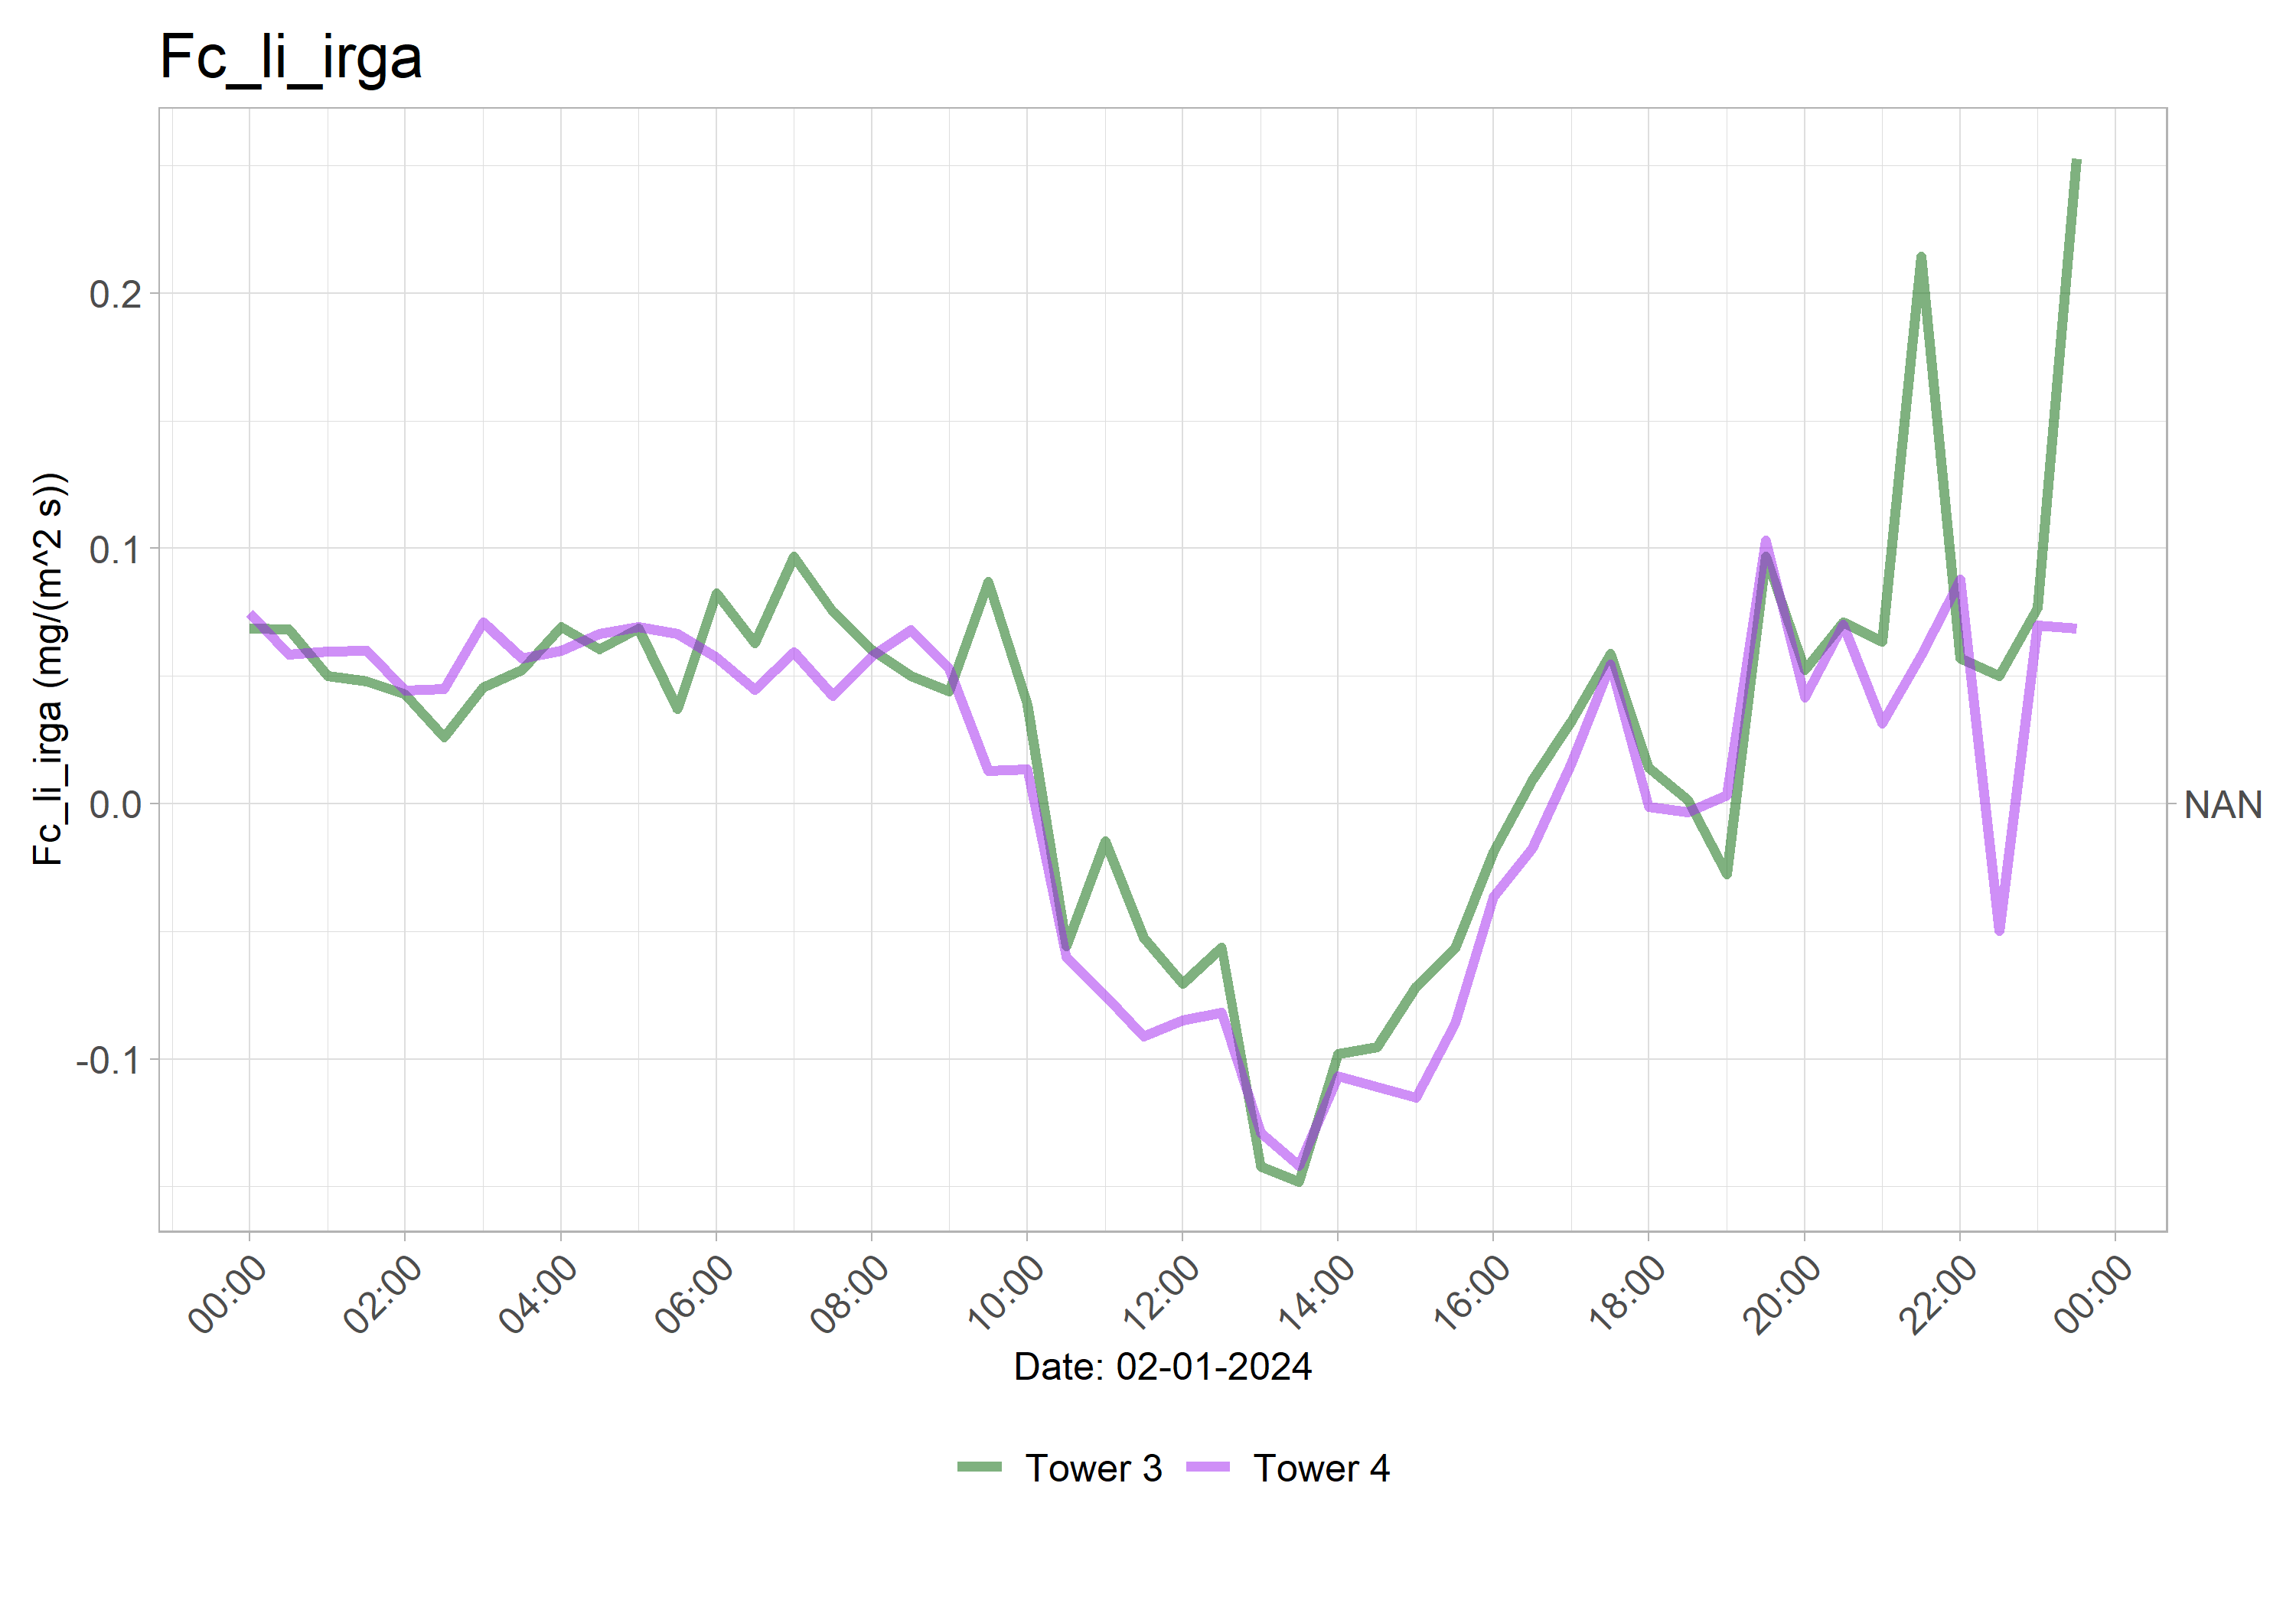 Fc_li_irga
Fc_li_irga (mg/(m^2 s))
0.2
0.1
0.0
-0.1
NAN
00:00 02:00 04:00 06:00 08:00 10:00 12:00 14:00 16:00 18:00 20:00 22:00 00:00
Date: 02-01-2024
Tower 3 Tower 4